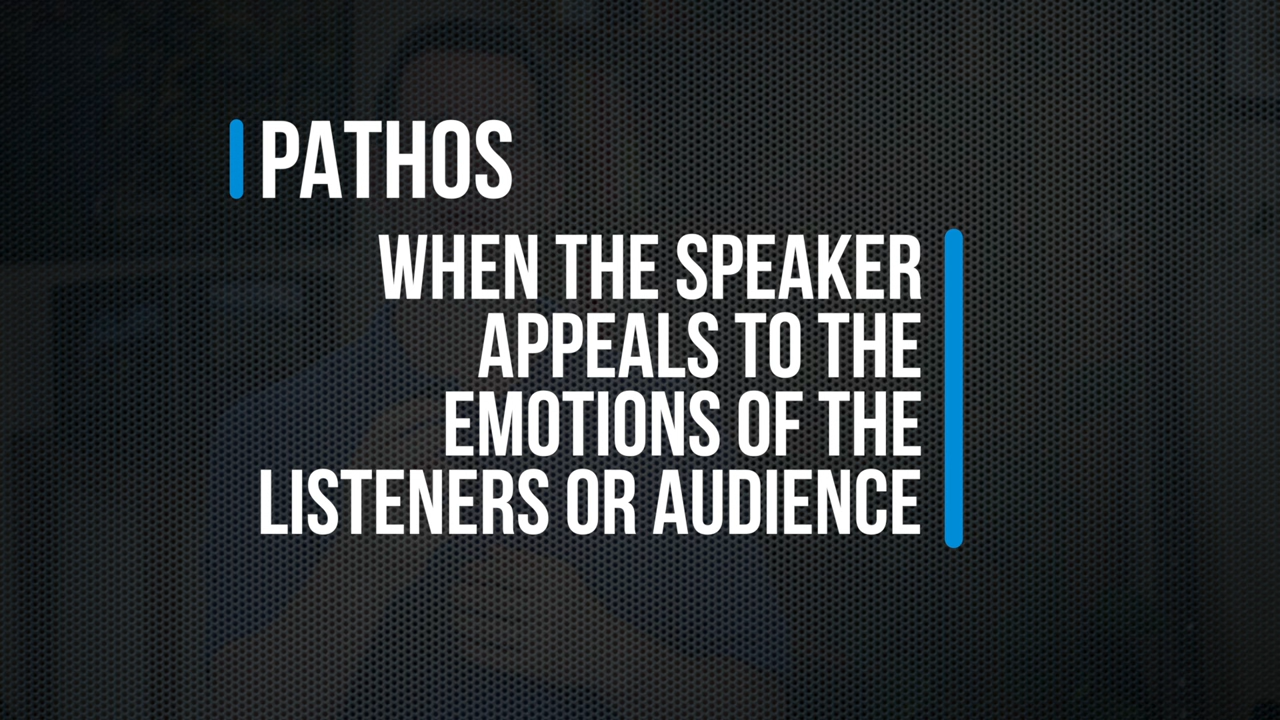 PATHOS
WHEN THE SPEAKER
APPEALS TO THE
EMOTIONS OF THE
LISTENERS OR AUDIENCE